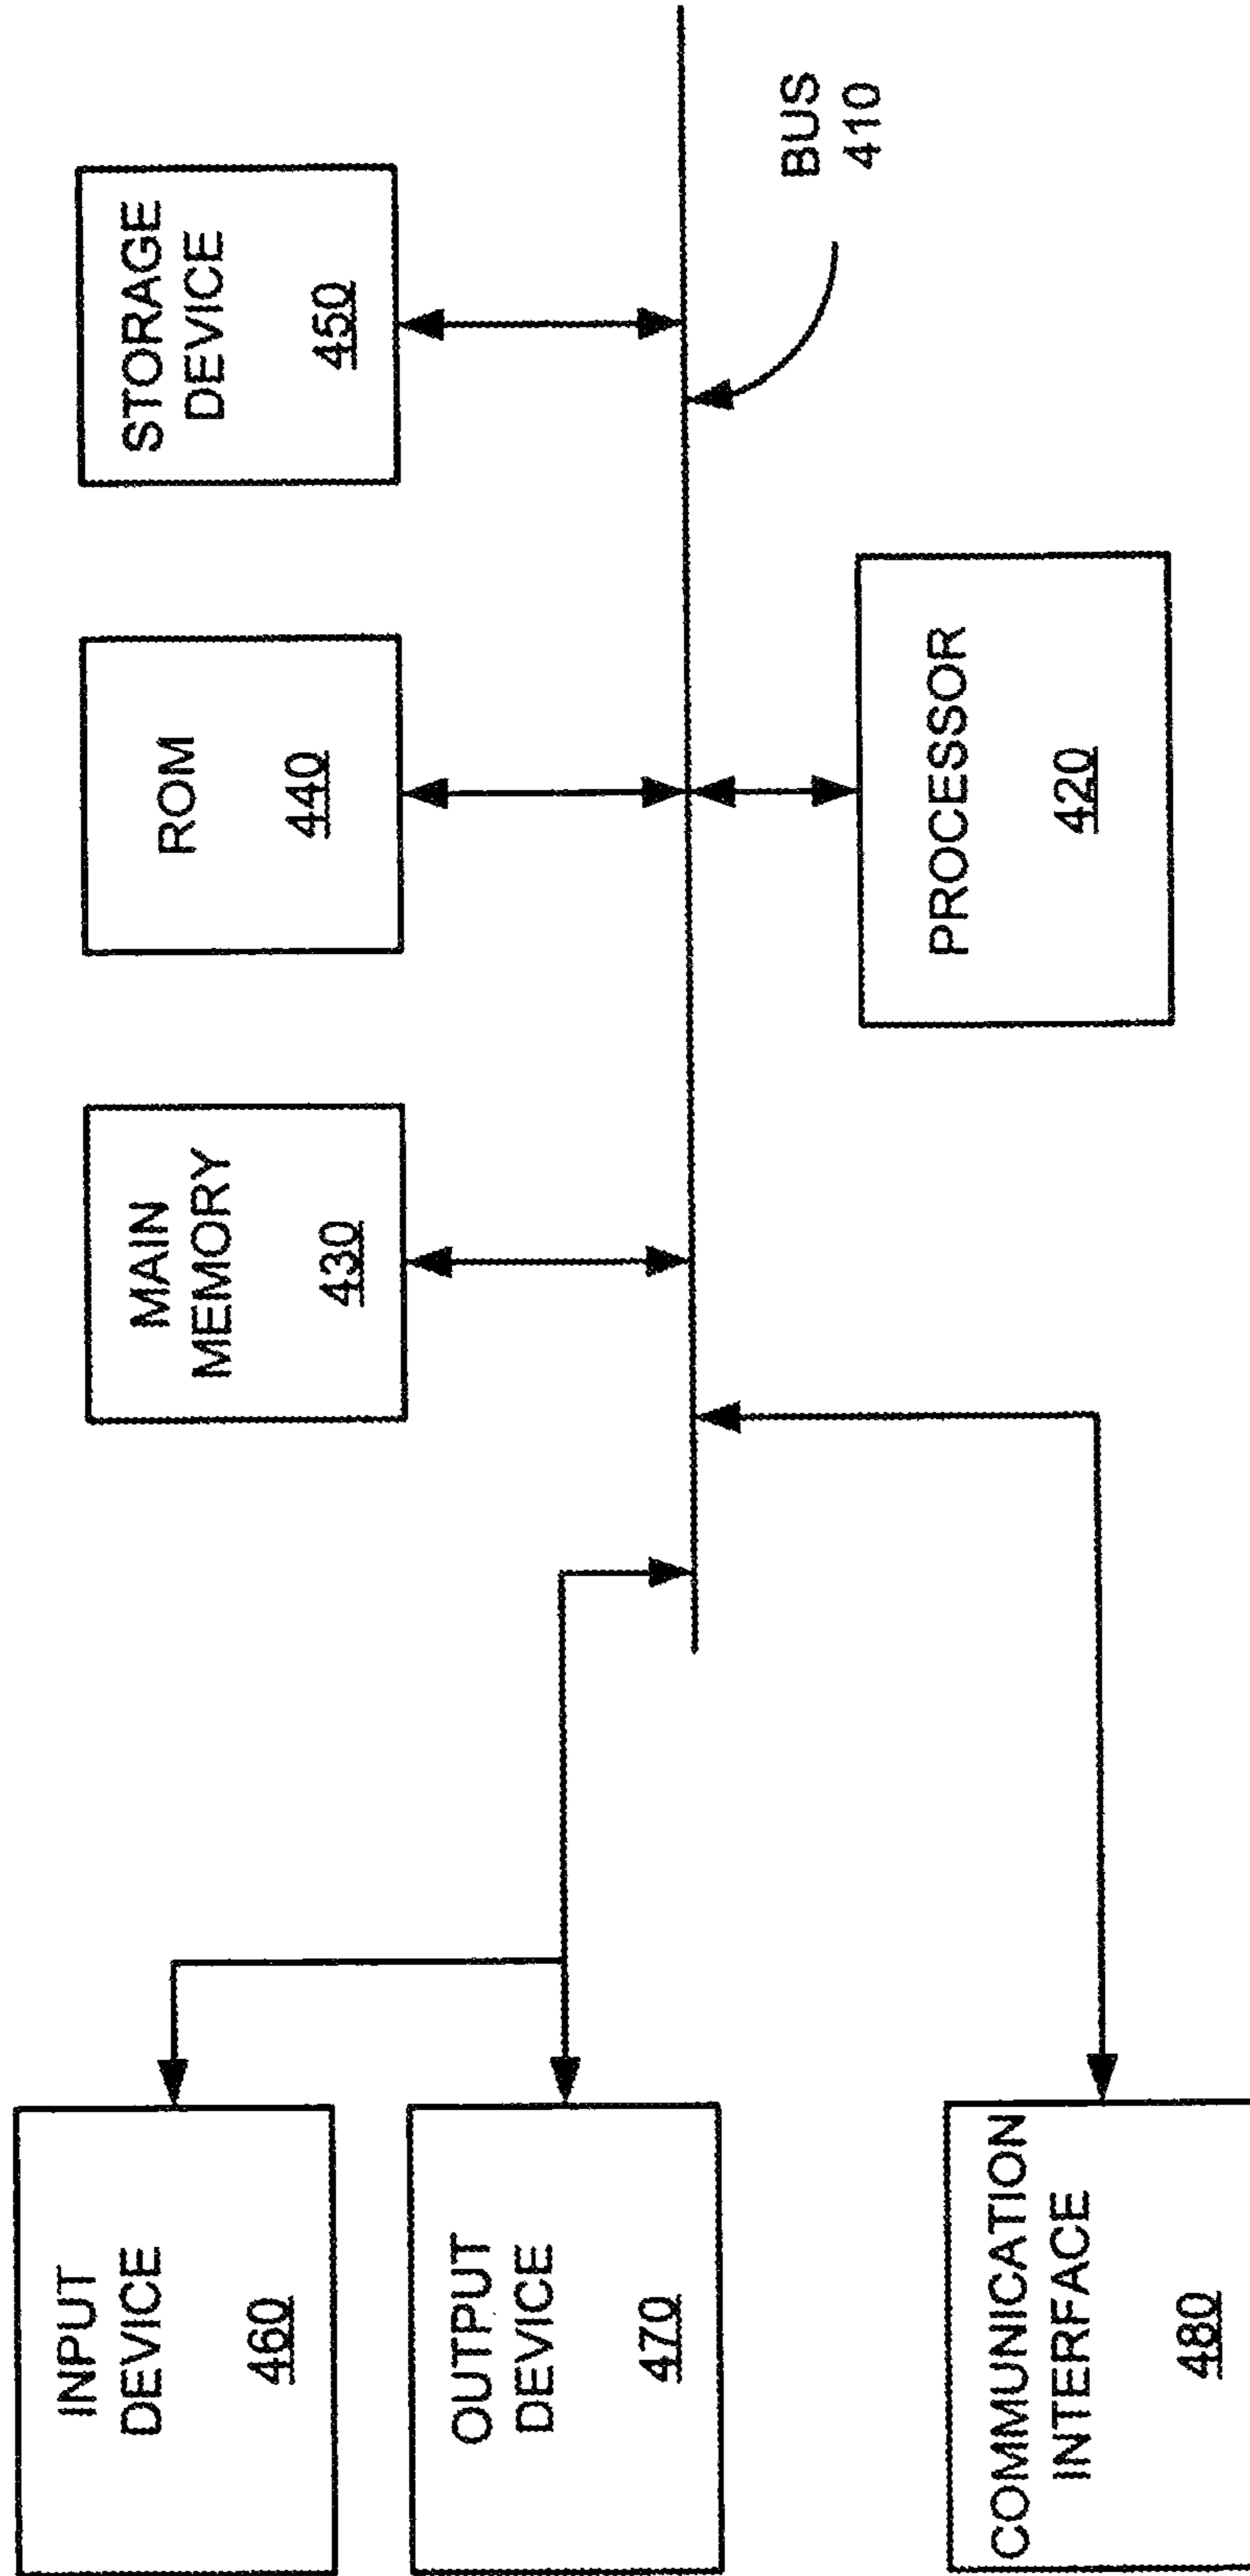 INPUT
DEVICE
460
OUTPUT
DEVICE
470
COMMUNICATION
INTERFACE
480
MAIN
MEMORY
430
ROM
440
STORAGE
DEVICE
450
PROCESSOR
420
BUS
410